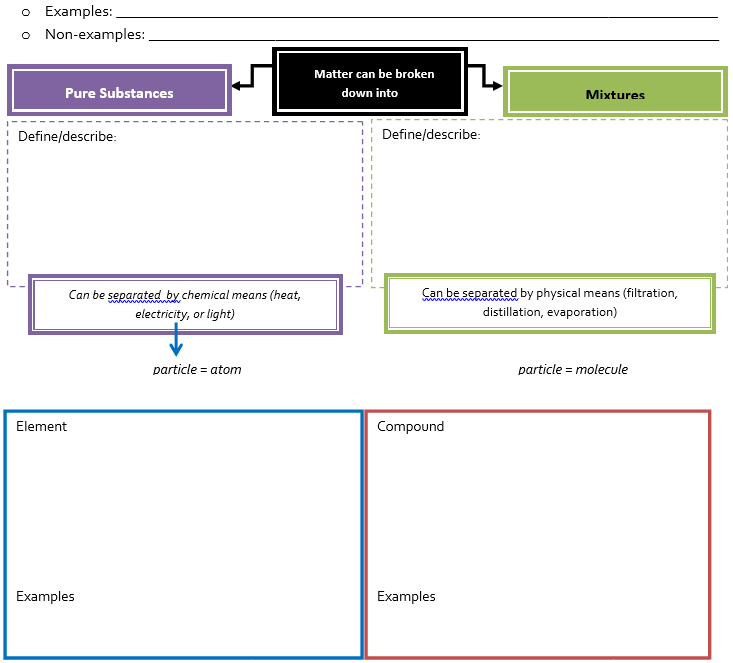 o Examples: ______________________________________________________________________________
o Non-examples: __________________________________________________________________________
Matter can be broken
down into
Pure Substances
Mixtures
Define/describe:
Define/describe:
Can be separated by chemical means (heat,
electricity, or light)
Can be separated by physical means (filtration,
distillation, evaporation)
particle = atom
particle = molecule
Element
Compound
Examples
Examples